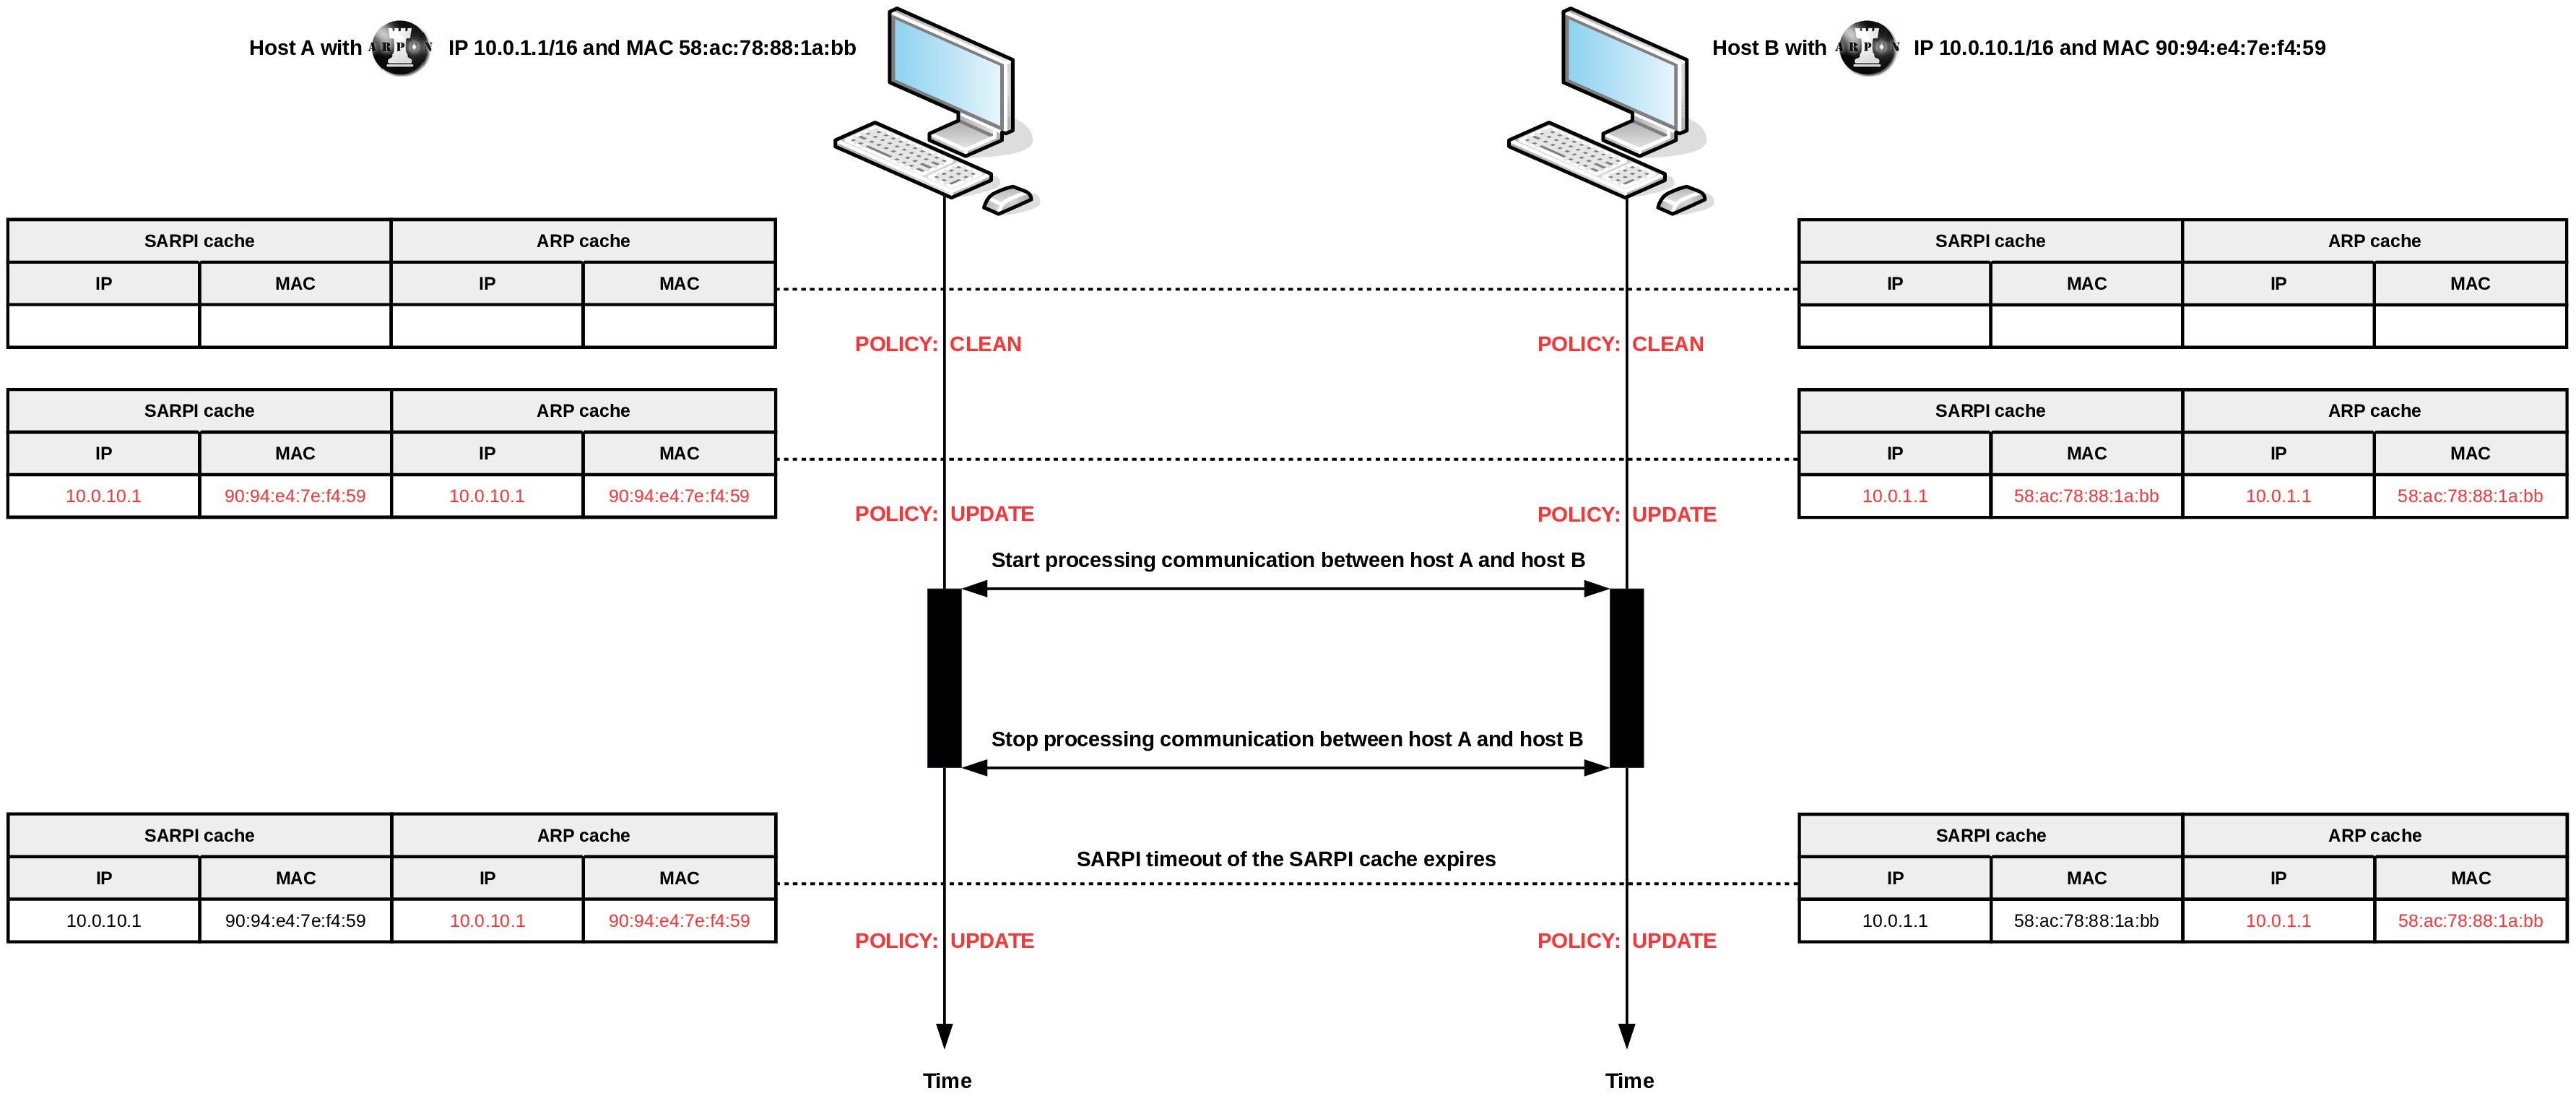 Host A with ARPON IP 10.0.1.1/16 and MAC 58:ac:78:88:1a:bb
Host B with ARPON IP 10.0.10.1/16 and MAC 90:94:e4:7e:f4:59
SARPI cache ARP cache
IP MAC IP MAC
SARPI cache ARP cache
IP MAC IP MAC
POLICY: CLEAN
POLICY: CLEAN
SARPI cache ARP cache
IP MAC IP MAC
10.0.10.1 90:94:e4:7e:f4:59 10.0.10.1 90:94:e4:7e:f4:59
SARPI cache ARP cache
IP MAC IP MAC
10.0.1.1 58:ac:78:88:1a:bb 10.0.1.1 58:ac:78:88:1a:bb
POLICY: UPDATE
POLICY: UPDATE
Start processing communication between host A and host B
Stop processing communication between host A and host B
SARPI cache ARP cache
IP MAC IP MAC
10.0.10.1 90:94:e4:7e:f4:59 10.0.10.1 90:94:e4:7e:f4:59
SARPI timeout of the SARPI cache expires
SARPI cache ARP cache
IP MAC IP MAC
10.0.1.1 58:ac:78:88:1a:bb 10.0.1.1 58:ac:78:88:1a:bb
POLICY: UPDATE
POLICY: UPDATE
Time
Time